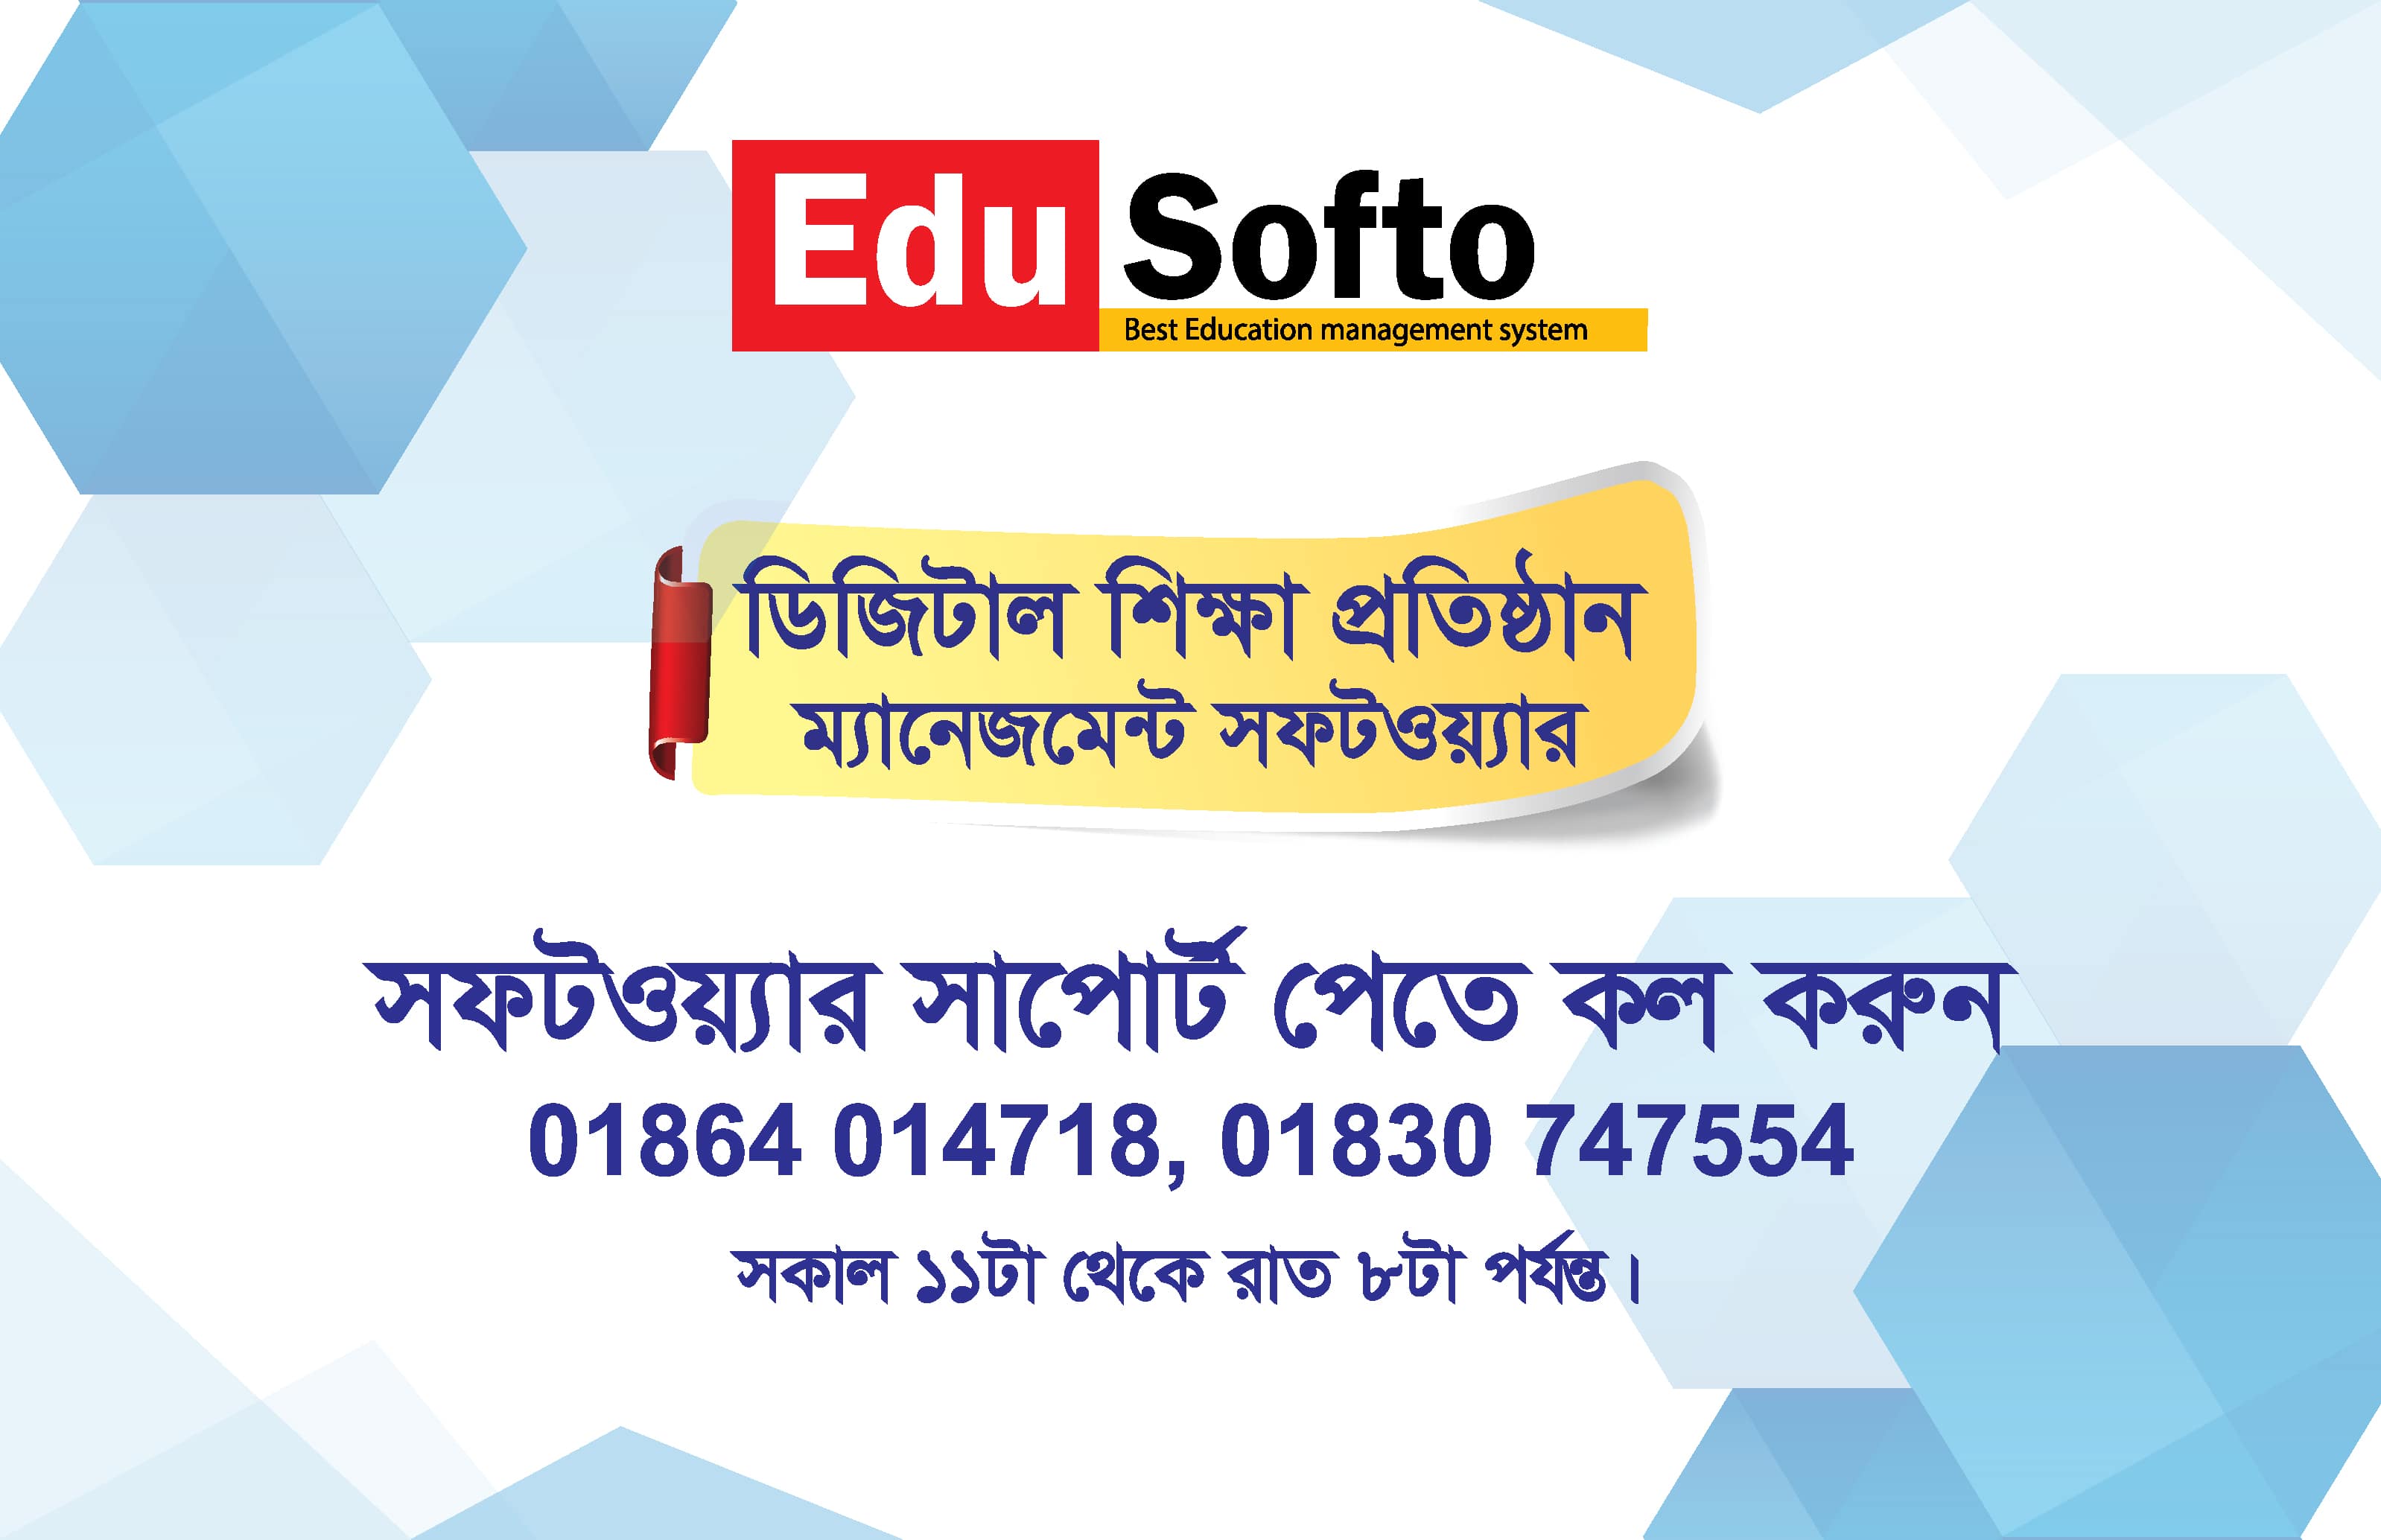 Edu Softo
Best Education management system
ডিজিটাল শিক্ষা প্রতিষ্ঠান
ম্যানেজমেন্ট সফটওয়্যার
সফটওয়্যার সাপোর্ট পেতে কল করুন
01864 014718, 01830 747554
সকাল ১১টা থেকে রাত ৮টা পর্যন্ত।